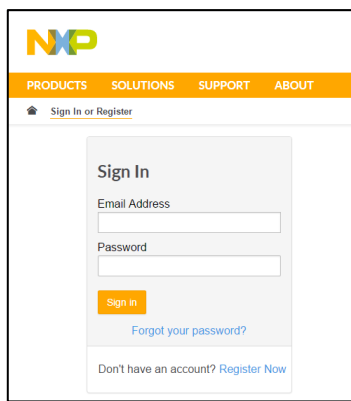 NXP
PRODUCTS SOLUTIONS SUPPORT ABOUT
Sign In or Register
Sign In
Email Address
Password
Sign in
Forgot your password?
Don't have an account? Register Now